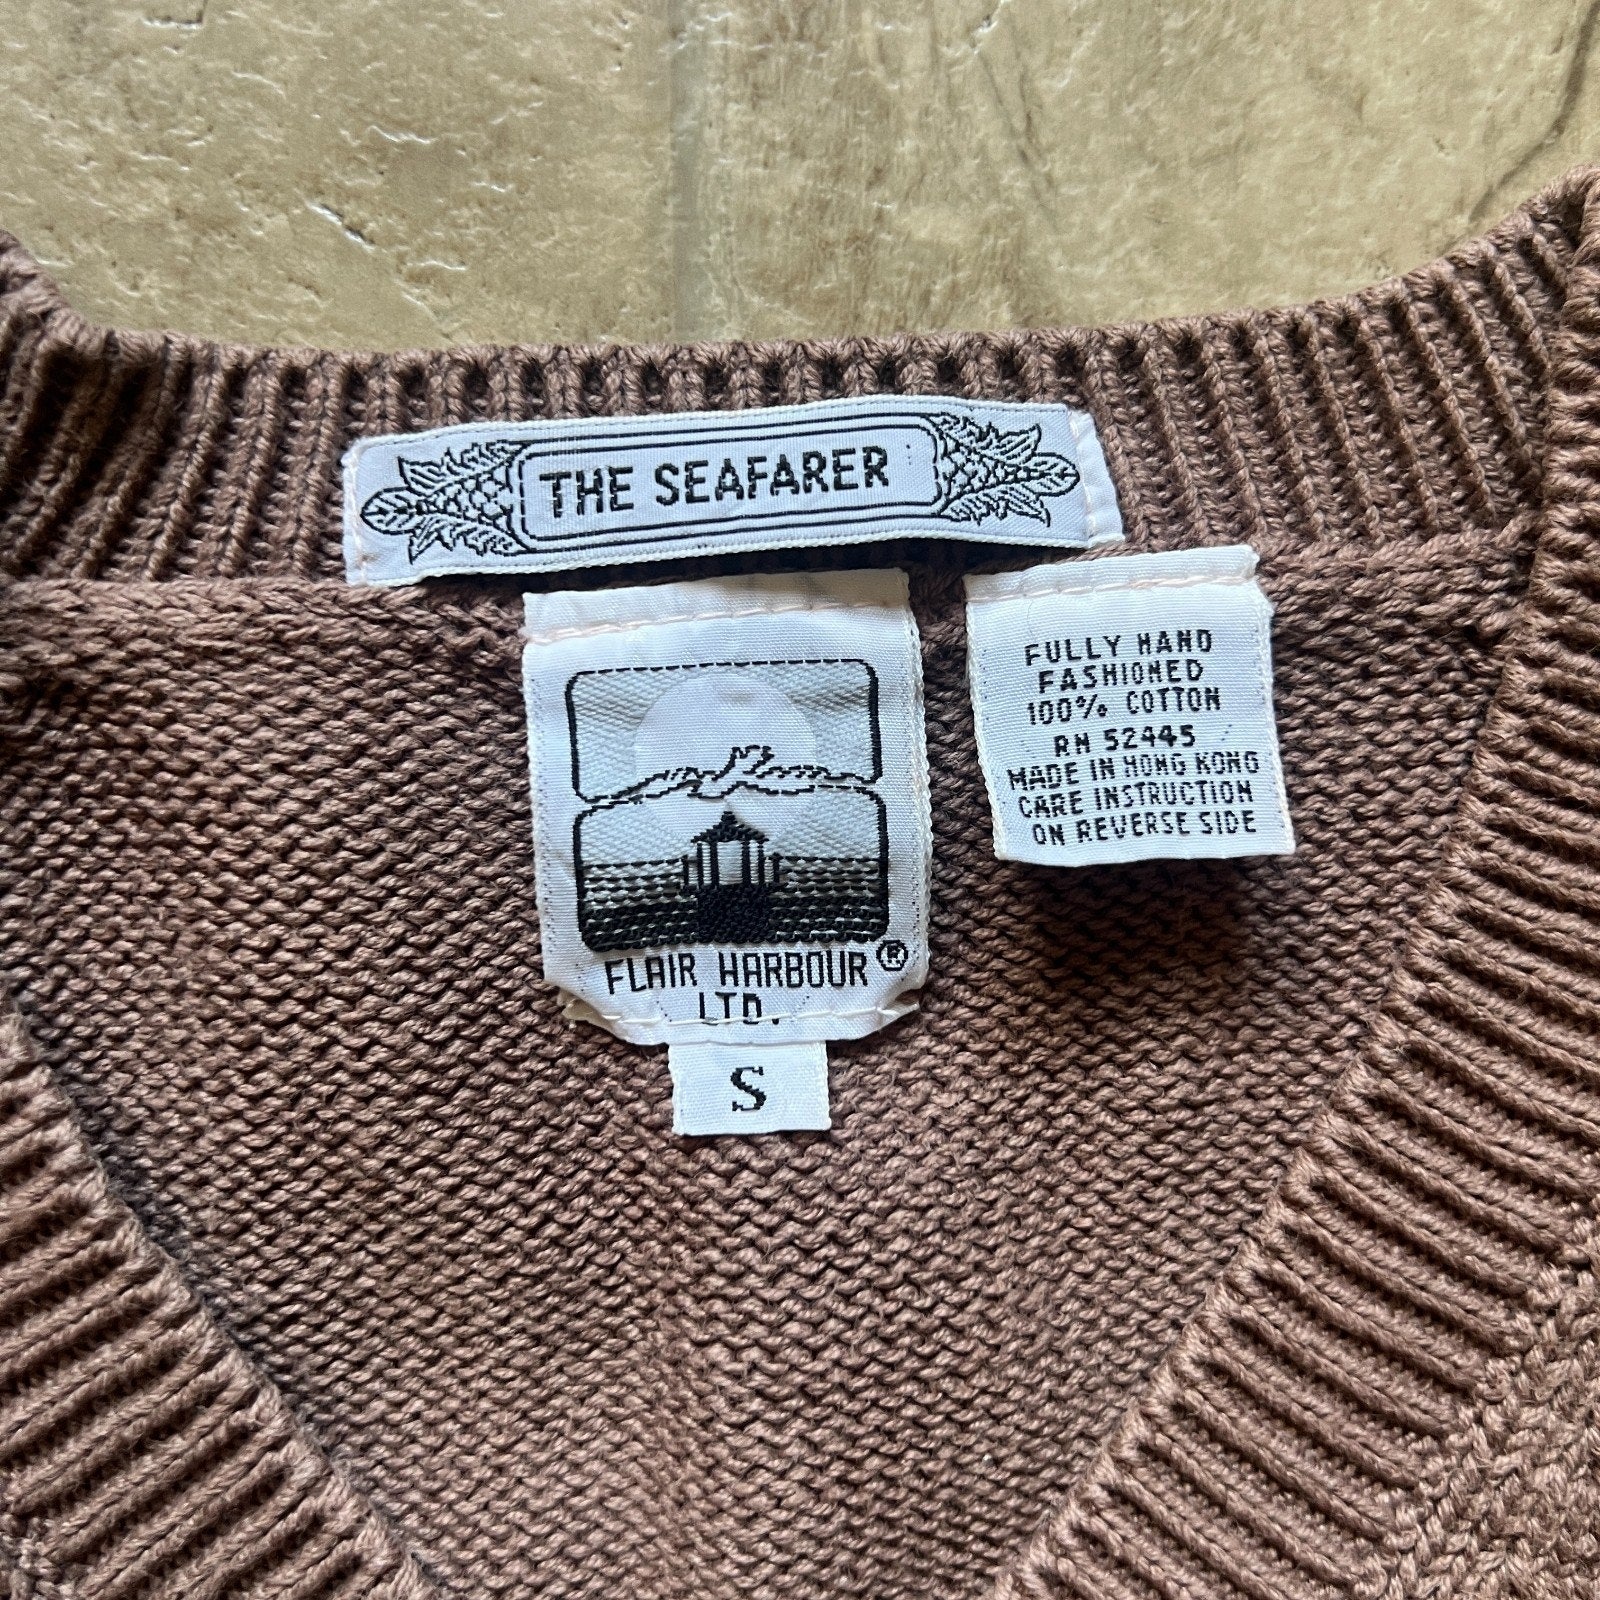 THE SEAFARER
FLAIR HARBOUR®
LTD.
S
FULLY HAND
FASHIONED
100% COTTON
RN 52445
MADE IN HONG KONG
CARE INSTRUCTION
ON REVERSE SIDE